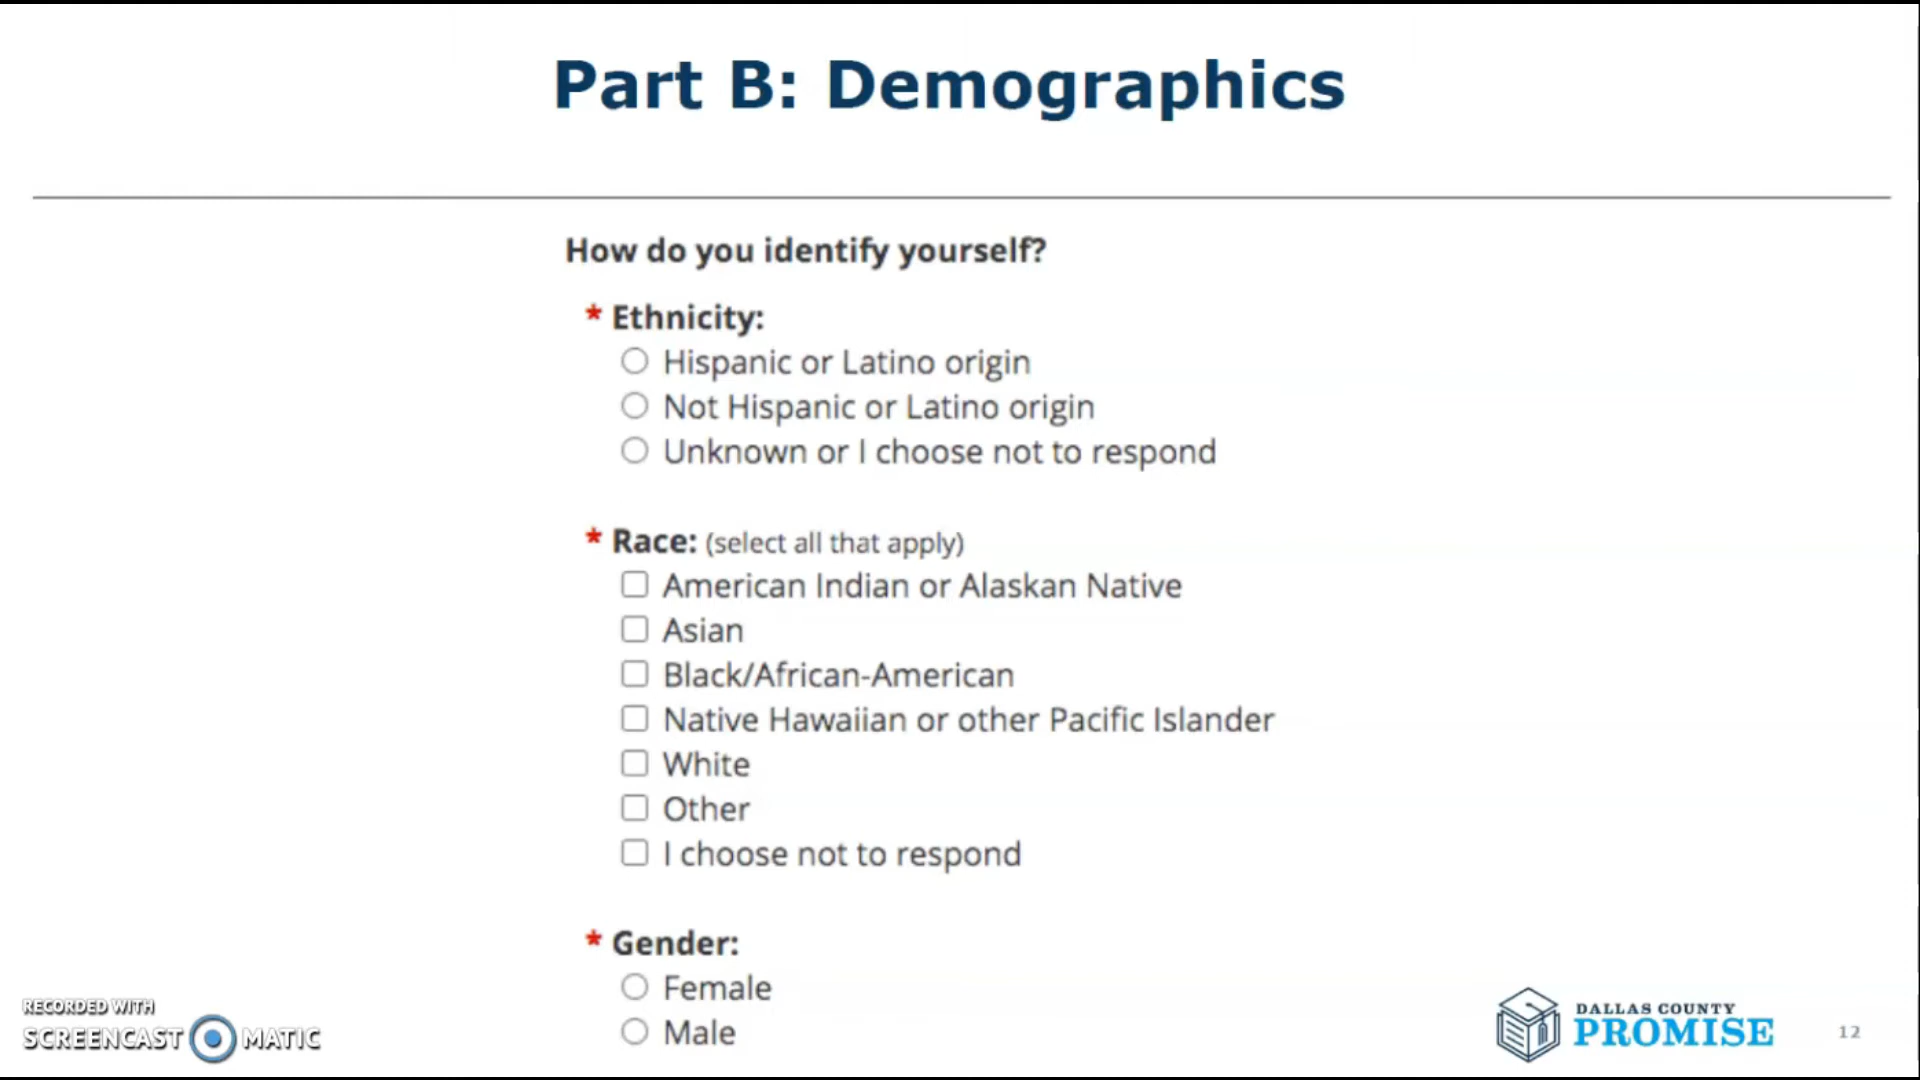 Part B: Demographics
How do you identify yourself?
* Ethnicity:
Hispanic or Latino origin
Not Hispanic or Latino origin
Unknown or I choose not to respond
* Race: (select all that apply)
American Indian or Alaskan Native
Asian
Black/African-American
Native Hawaiian or other Pacific Islander
White
Other
I choose not to respond
* Gender:
Female
Male
RECORDED WITH
SCREENCAST MATIC
DALLAS COUNTY
PROMISE
12